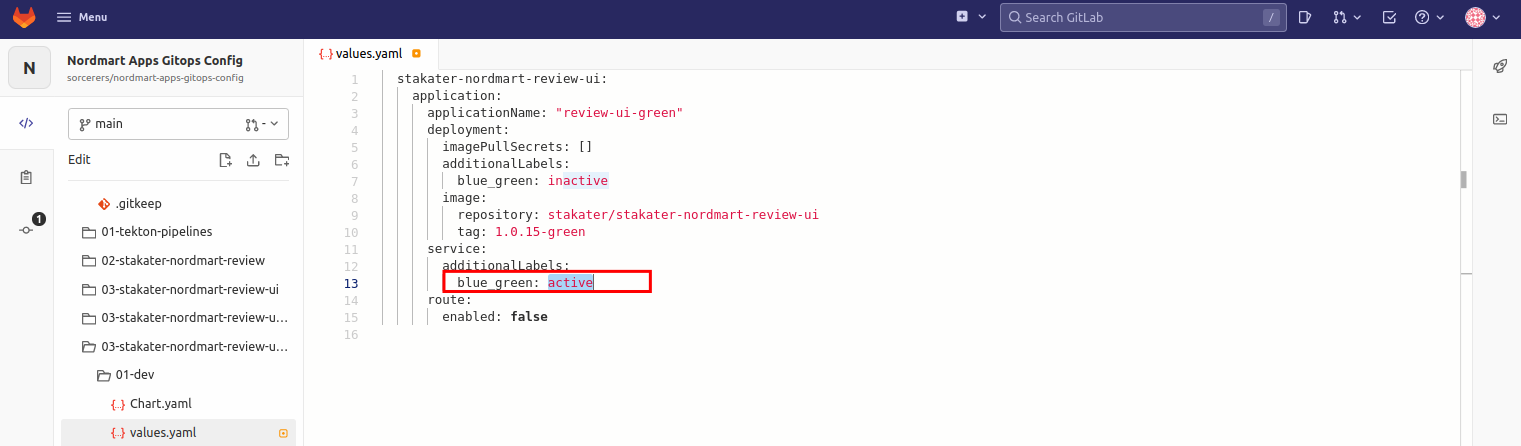 Menu
Search GitLab
/
N
Nordmart Apps Gitops Config
sorcerers/nordmart-apps-gitops-config
main
-
Edit
1
.gitkeep
01-tekton-pipelines
02-stakater-nordmart-review
03-stakater-nordmart-review-ui
03-stakater-nordmart-review-u...
03-stakater-nordmart-review-u...
01-dev
{..} Chart.yaml
{..} values.yaml
{..} values.yaml
1 stakater-nordmart-review-ui:
2 application:
3 applicationName: "review-ui-green"
4 deployment:
5 imagePullSecrets: []
6 additionalLabels:
7 blue_green: inactive
8 image:
9 repository: stakater/stakater-nordmart-review-ui
10 tag: 1.0.15-green
11 service:
12 additionalLabels:
13 blue_green: active
14 route:
15 enabled: false
16